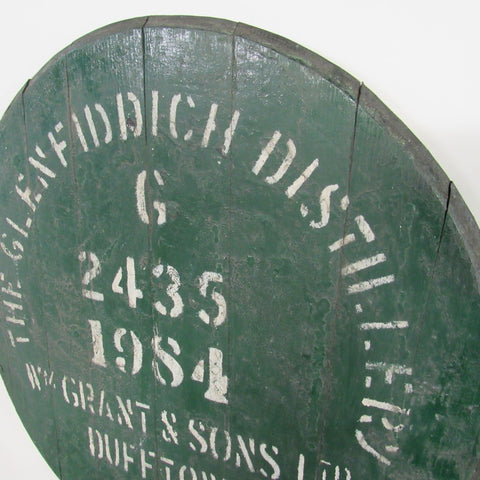 THE GLENFIDDICH DISTILLERY
G
2435
1984
WM GRANT & SONS LTD
DUFFTOWN